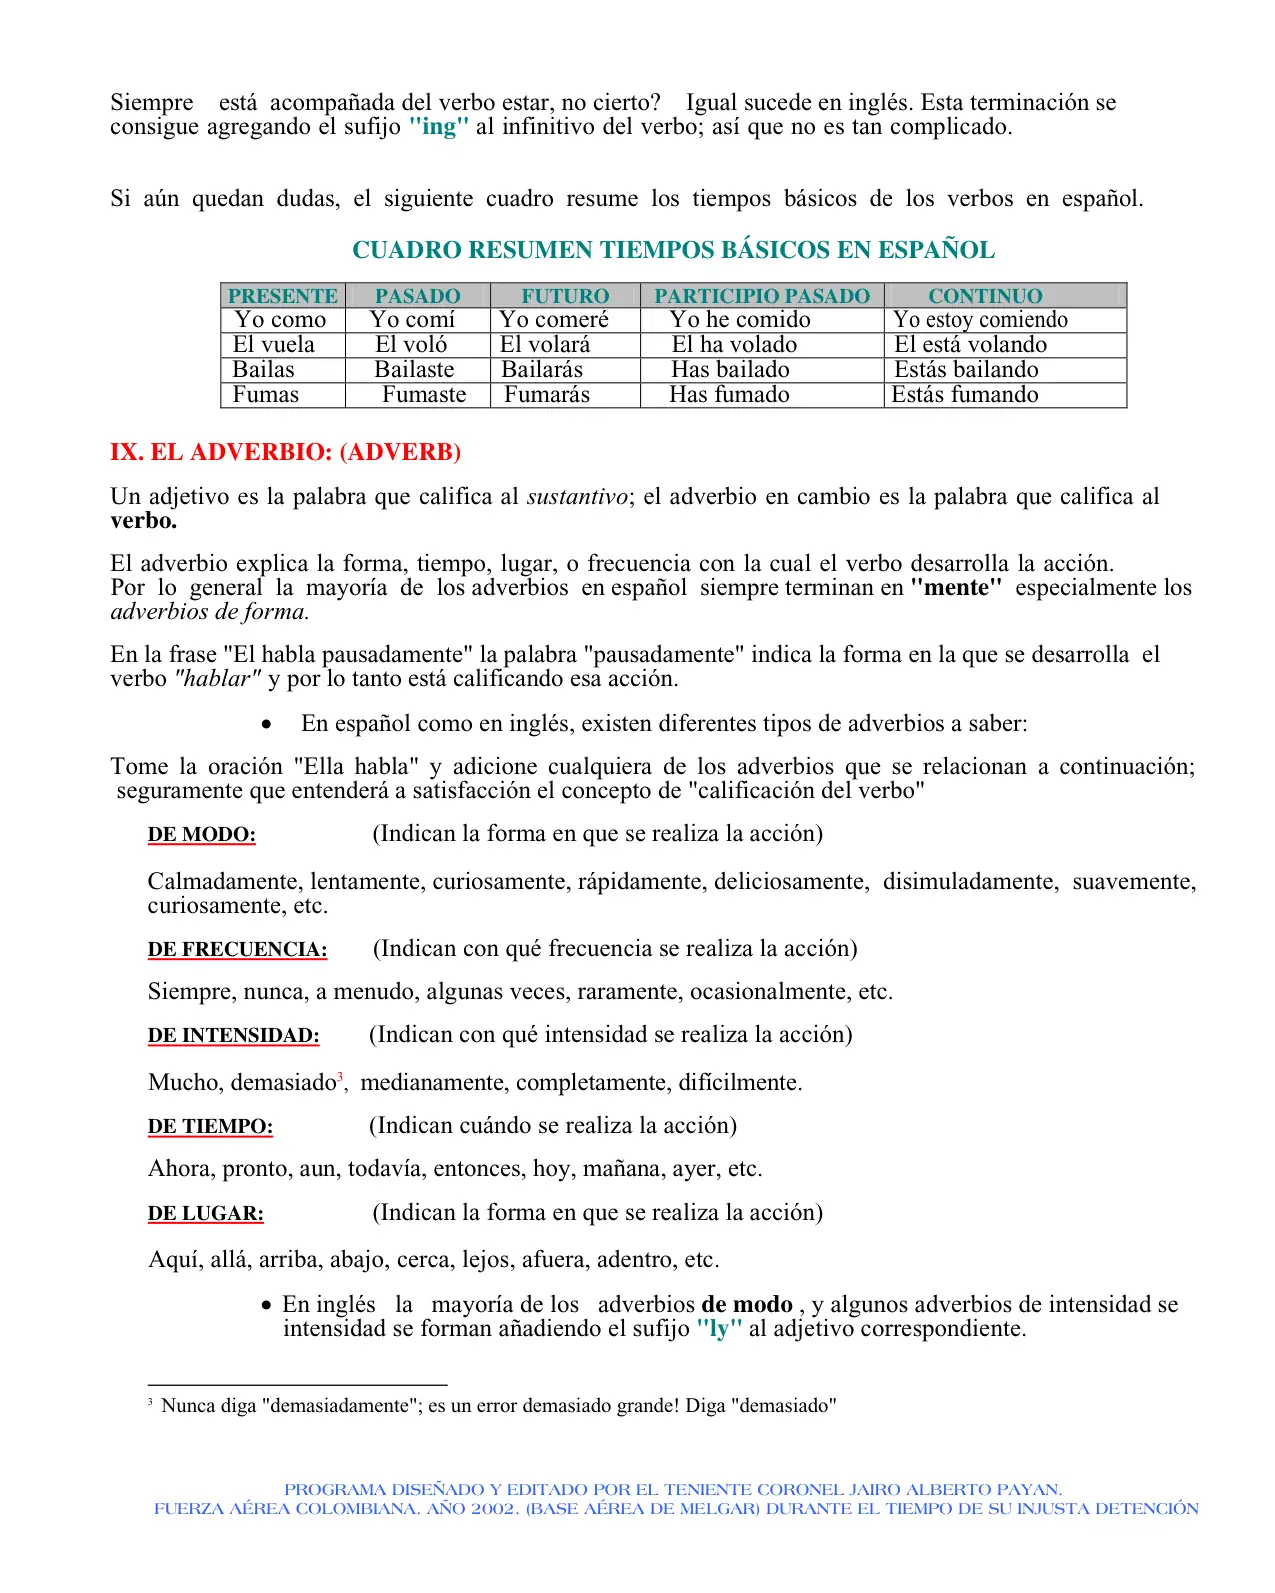 Siempre está acompañada del verbo estar, no cierto? Igual sucede en inglés. Esta terminación se
consigue agregando el sufijo "ing" al infinitivo del verbo; así que no es tan complicado.
Si aún quedan dudas, el siguiente cuadro resume los tiempos básicos de los verbos en español.
CUADRO RESUMEN TIEMPOS BÁSICOS EN ESPAÑOL
PRESENTE PASADO FUTURO PARTICIPIO PASADO CONTINUO
Yo como Yo comí Yo comeré Yo he comido Yo estoy comiendo
El vuela El voló El volará El ha volado El está volando
Bailas Bailaste Bailarás Has bailado Estás bailando
Fumas Fumaste Fumarás Has fumado Estás fumando
IX. EL ADVERBIO: (ADVERB)
Un adjetivo es la palabra que califica al sustantivo; el adverbio en cambio es la palabra que califica al
verbo.
El adverbio explica la forma, tiempo, lugar, o frecuencia con la cual el verbo desarrolla la acción.
Por lo general la mayoría de los adverbios en español siempre terminan en "mente" especialmente los
adverbios de forma.
En la frase "El habla pausadamente" la palabra "pausadamente" indica la forma en la que se desarrolla el
verbo "hablar" y por lo tanto está calificando esa acción.
• En español como en inglés, existen diferentes tipos de adverbios a saber:
Tome la oración "Ella habla" y adicione cualquiera de los adverbios que se relacionan a continuación;
seguramente que entenderá a satisfacción el concepto de "calificación del verbo"
DE MODO: (Indican la forma en que se realiza la acción)
Calmadamente, lentamente, curiosamente, rápidamente, deliciosamente, disimuladamente, suavemente,
curiosamente, etc.
DE FRECUENCIA: (Indican con qué frecuencia se realiza la acción)
Siempre, nunca, a menudo, algunas veces, raramente, ocasionalmente, etc.
DE INTENSIDAD: (Indican con qué intensidad se realiza la acción)
Mucho, demasiado3, medianamente, completamente, difícilmente.
DE TIEMPO: (Indican cuándo se realiza la acción)
Ahora, pronto, aun, todavía, entonces, hoy, mañana, ayer, etc.
DE LUGAR: (Indican la forma en que se realiza la acción)
Aquí, allá, arriba, abajo, cerca, lejos, afuera, adentro, etc.
• En inglés la mayoría de los adverbios de modo , y algunos adverbios de intensidad se
intensidad se forman añadiendo el sufijo "ly" al adjetivo correspondiente.
3 Nunca diga "demasiadamente"; es un error demasiado grande! Diga "demasiado"
PROGRAMA DISEÑADO Y EDITADO POR EL TENIENTE CORONEL JAIRO ALBERTO PAYAN.
FUERZA AÉREA COLOMBIANA. AÑO 2002. (BASE AÉREA DE MELGAR) DURANTE EL TIEMPO DE SU INJUSTA DETENCIÓN